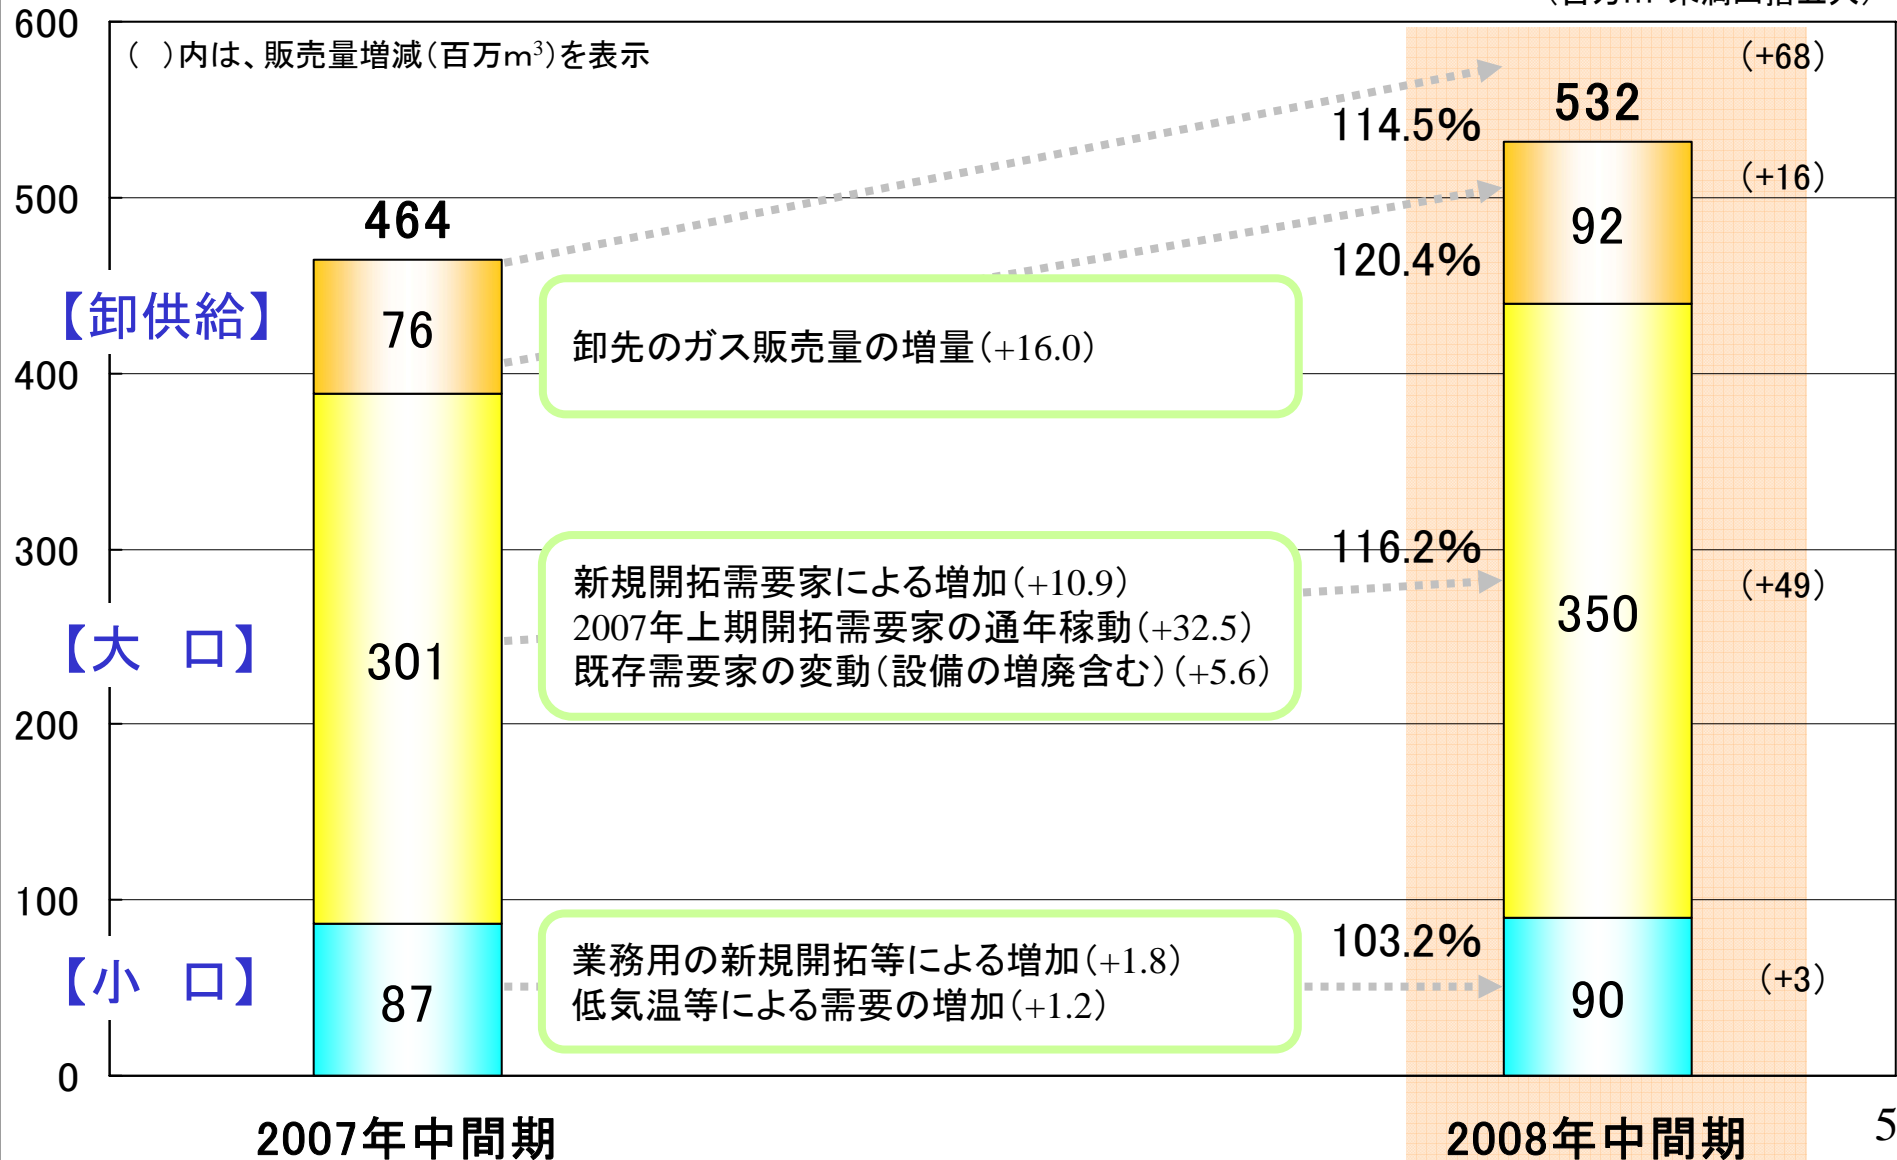 600
( )内は、販売量増減(百万m³)を表示
(+68)
532
114.5%
(+16)
500
464
92
120.4%
【卸供給】
76
卸先のガス販売量の増量(+16.0)
400
300
116.2%
新規開拓需要家による増加(+10.9)
2007年上期開拓需要家の通年稼動(+32.5)
既存需要家の変動(設備の増廃含む)(+5.6)
(+49)
350
【大 口】
301
200
100
103.2%
業務用の新規開拓等による増加(+1.8)
低気温等による需要の増加(+1.2)
(+3)
【小 口】
87
90
0
2007年中間期
2008年中間期
5